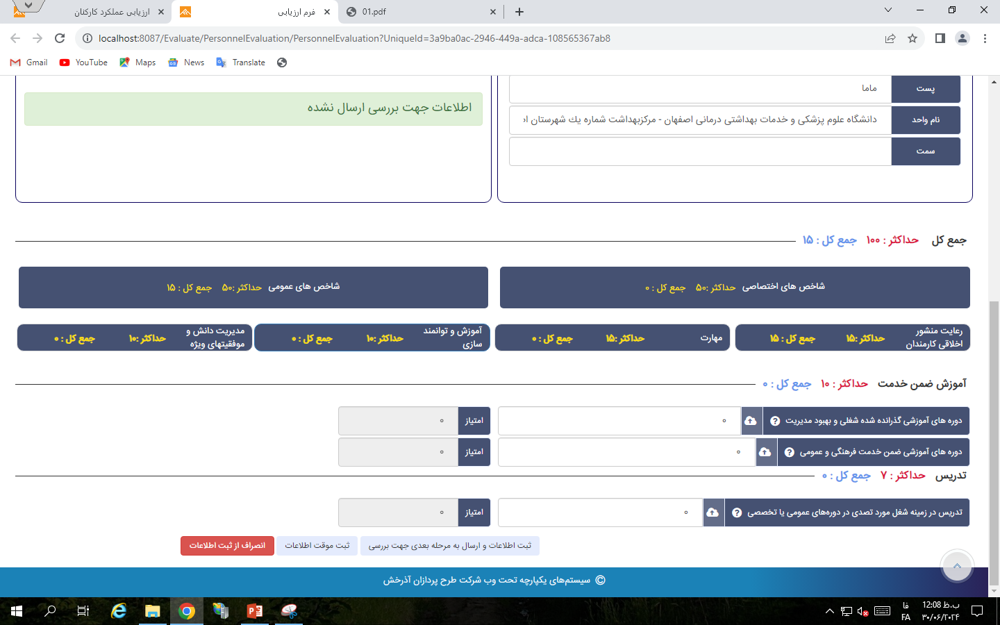 ارزیابی عملکرد کارکنان
فرم ارزیابی
01.pdf
localhost:8087/Evaluate/PersonnelEvaluation/PersonnelEvaluation?UniqueId=3a9ba0ac-2946-449a-adca-108565367ab8
Gmail YouTube Maps News Translate
پست ماما
نام واحد دانشگاه علوم پزشکی و خدمات بهداشتی درمانی اصفهان - مرکزبهداشت شماره یك شهرستان
سمت
اطلاعات جهت بررسی ارسال نشده
جمع کل حداکثر : ۱۰۰ جمع کل : ۱۵
شاخص های اختصاصی حداکثر :۵۰ جمع کل : ۰
شاخص های عمومی حداکثر :۵۰ جمع کل : ۱۵
رعایت منشور اخلاقی کارمندان حداکثر :۱۵ جمع کل : ۱۵
مهارت حداکثر :۱۵ جمع کل : ۰
آموزش و توانمند سازی حداکثر :۱۰ جمع کل : ۰
مدیریت دانش و موفقیتهای ویژه حداکثر :۱۰ جمع کل : ۰
آموزش ضمن خدمت حداکثر : ۱۰ جمع کل : ۰
دوره های آموزشی گذرانده شده شغلی و بهبود مدیریت ۰ امتیاز ۰
دوره های آموزشی ضمن خدمت فرهنگی و عمومی ۰ امتیاز ۰
تدریس حداکثر : ۷ جمع کل : ۰
تدریس در زمینه شغل مورد تصدی در دوره‌های عمومی یا تخصصی ۰ امتیاز ۰
ثبت اطلاعات و ارسال به مرحله بعدی جهت بررسی ثبت موقت اطلاعات انصراف از ثبت اطلاعات
© سیستم‌های یکپارچه تحت وب شرکت طرح پردازان آذرخش
فا 12:08 ب.ظ
FA ۳۰/۰۶/۲۰۲۴